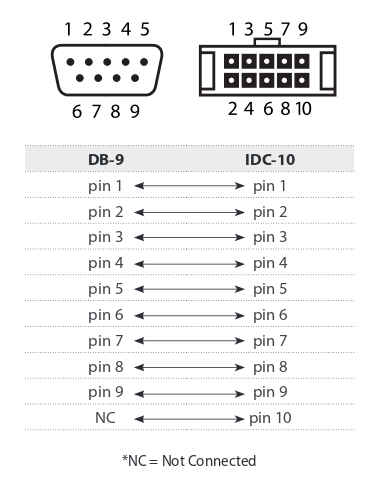 1 2 3 4 5 1 3 5 7 9
6 7 8 9 2 4 6 8 10
DB-9 IDC-10
pin 1 pin 1
pin 2 pin 2
pin 3 pin 3
pin 4 pin 4
pin 5 pin 5
pin 6 pin 6
pin 7 pin 7
pin 8 pin 8
pin 9 pin 9
NC pin 10
*NC = Not Connected